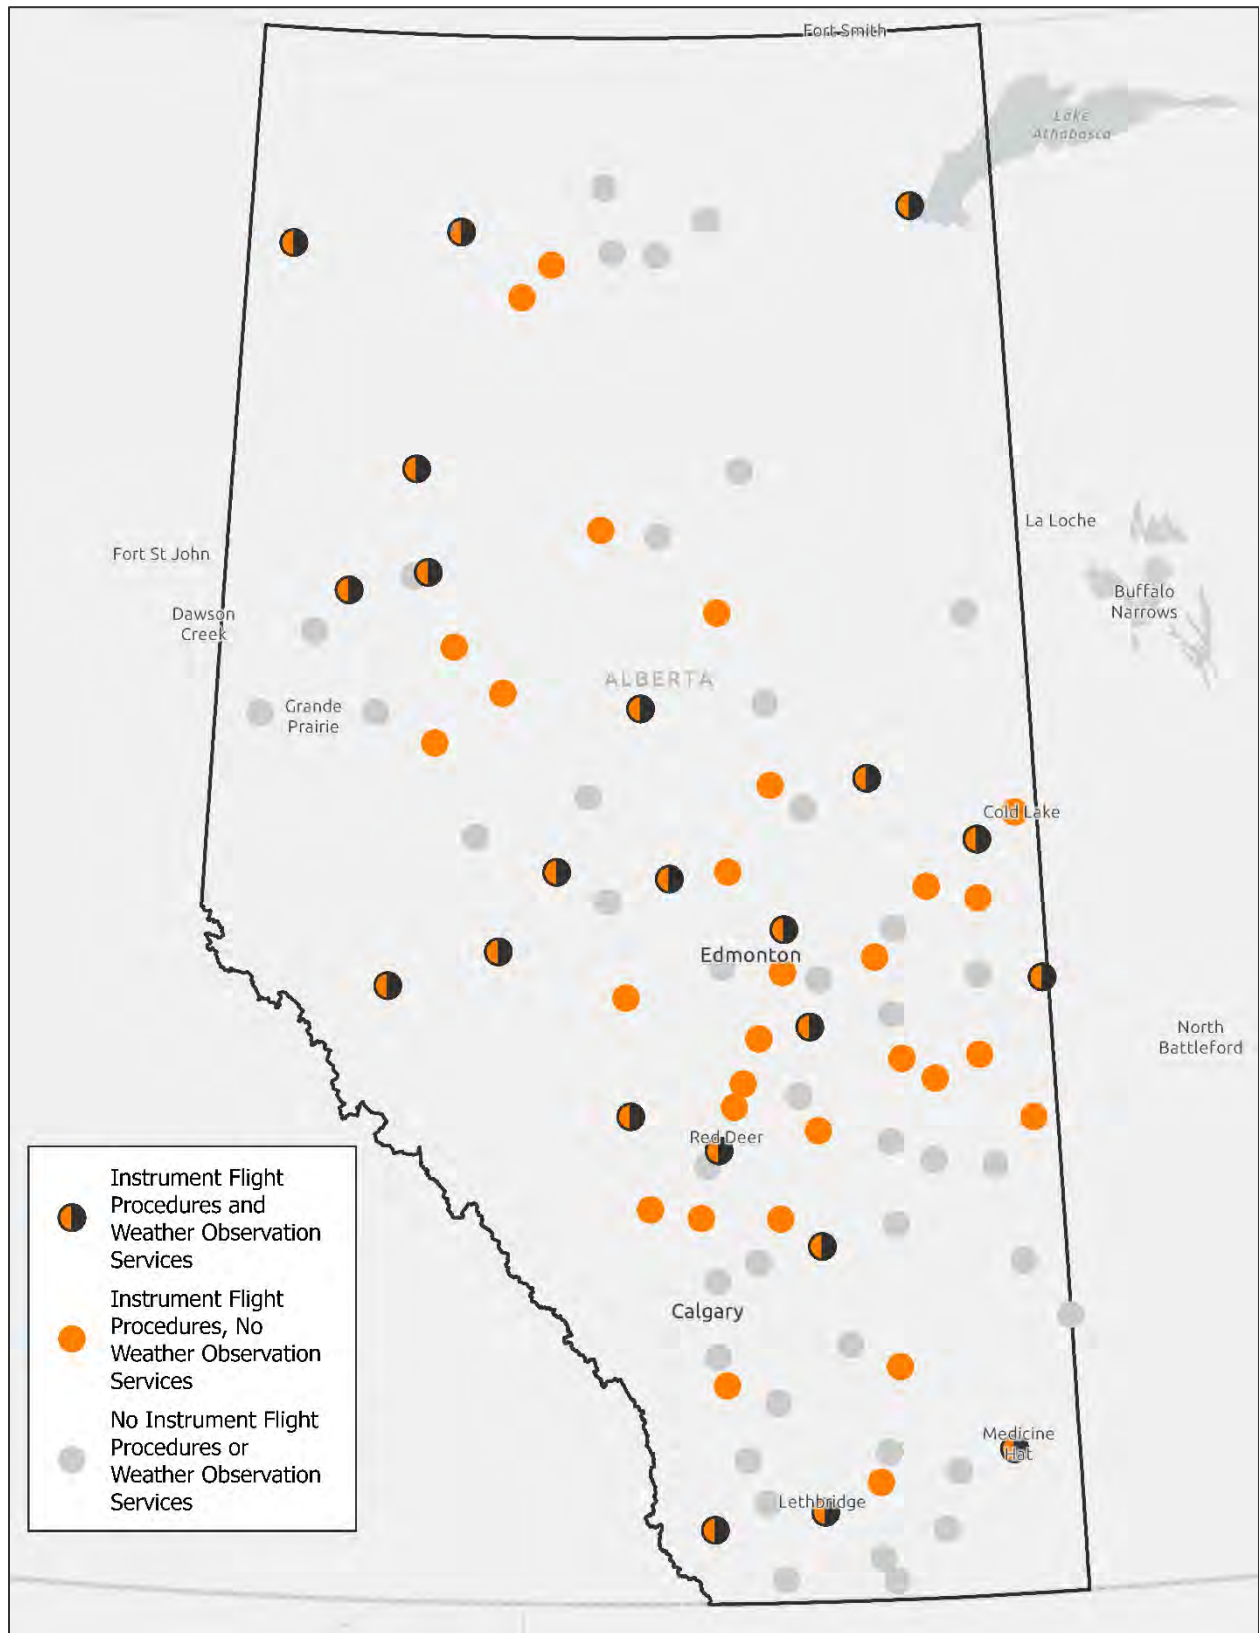 Fort Smith
Lake
Athabasca
La Loche
Fort St John
Buffalo
Narrows
Dawson
Creek
ALBERTA
Grande
Prairie
Cold Lake
Edmonton
North
Battleford
Red Deer
Calgary
Medicine
Hat
Lethbridge
Instrument Flight
Procedures and
Weather Observation
Services
Instrument Flight
Procedures, No
Weather Observation
Services
No Instrument Flight
Procedures or
Weather Observation
Services